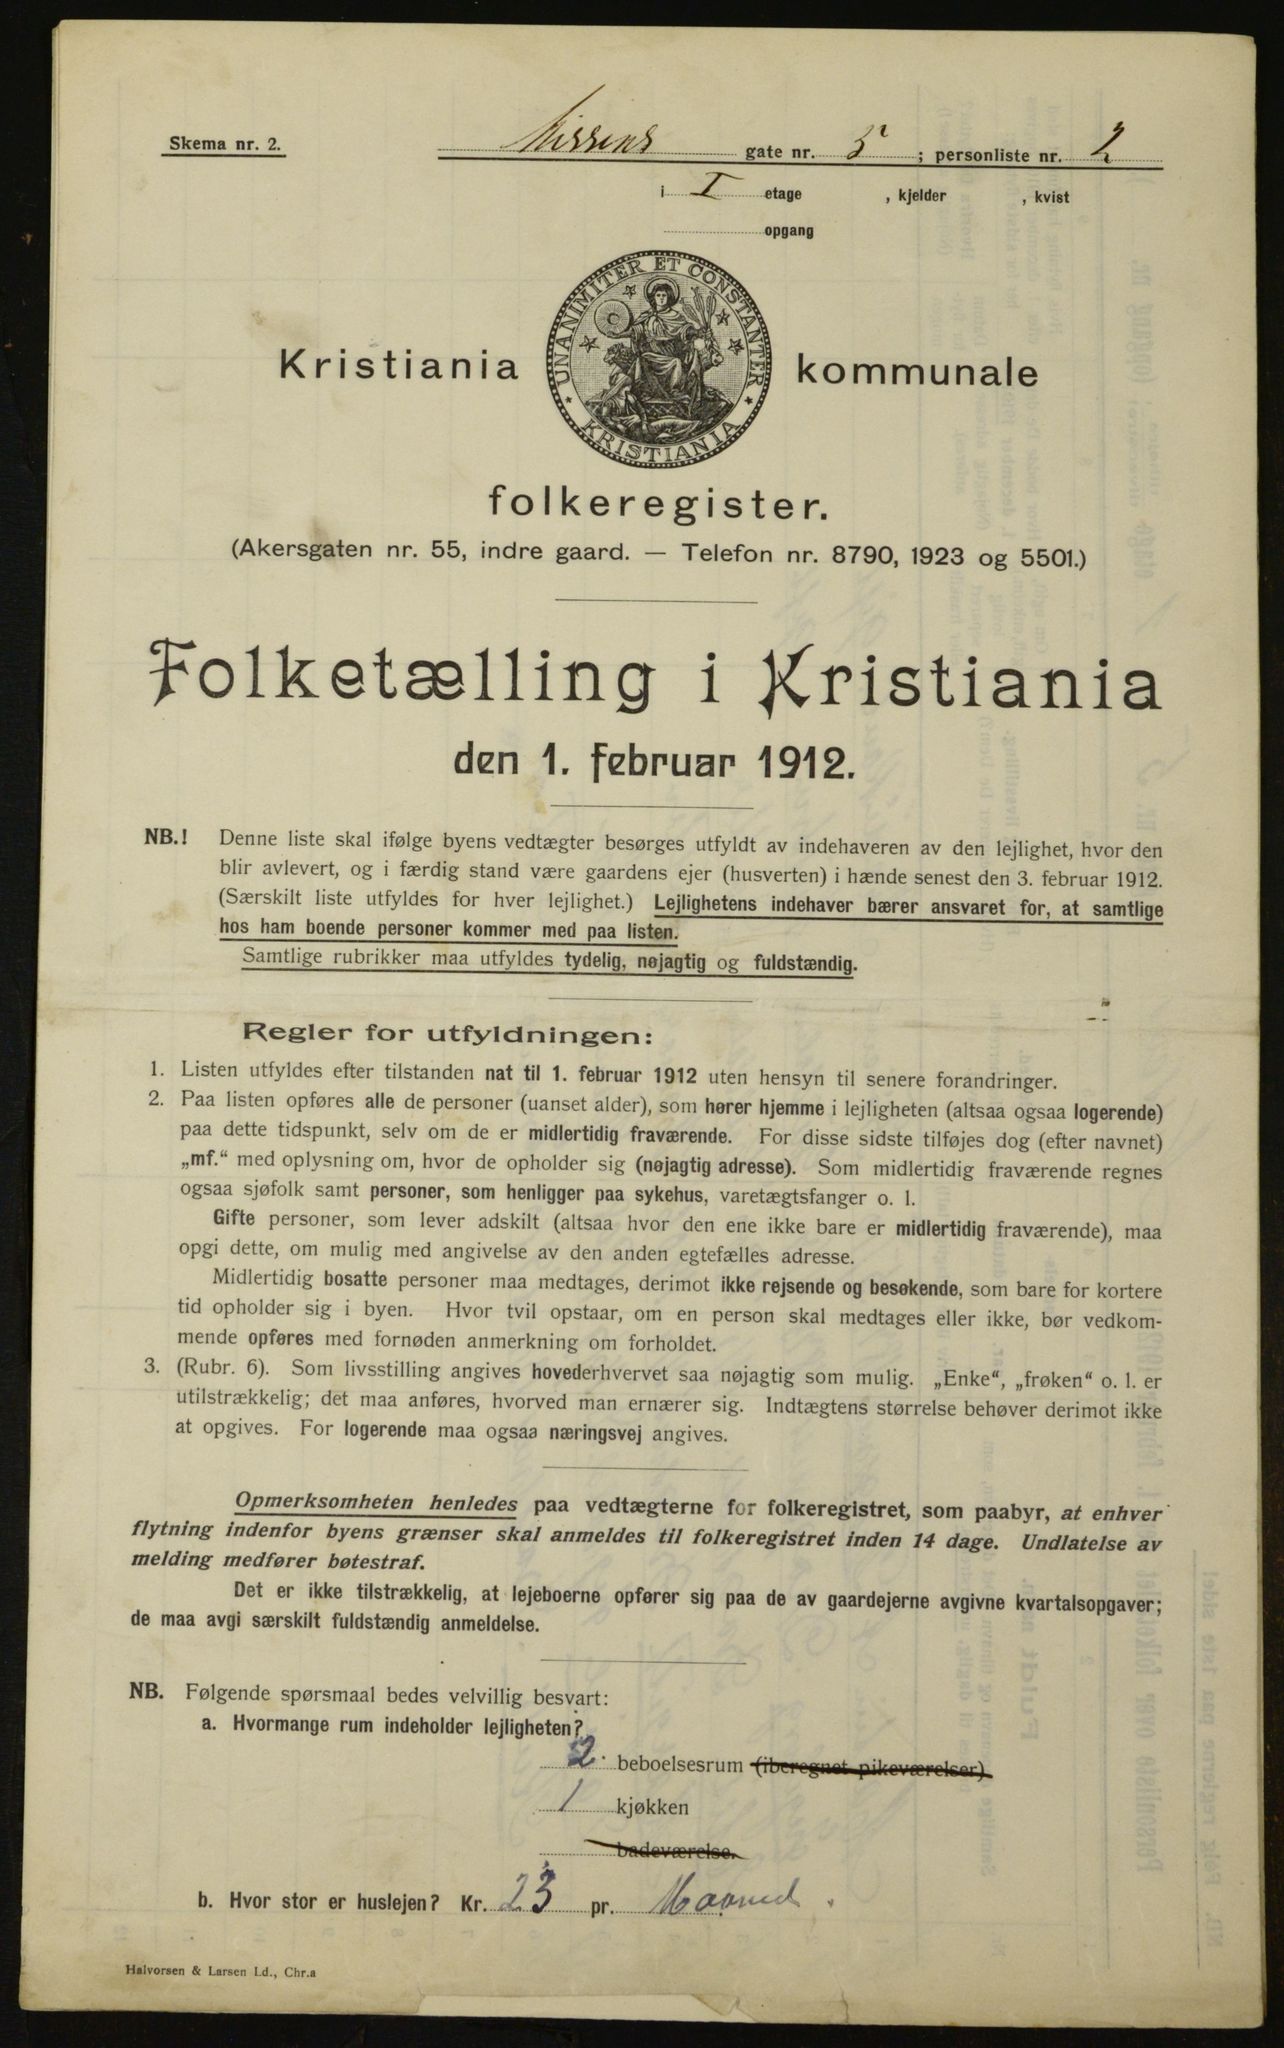 Skema nr. 2.
Nissens gate nr. 5 ; personliste nr. 2
i I etage , kjelder , kvist
opgang
UNANIMITER ET CONSTANTER
KRISTIANIA
Kristiania kommunale
folkeregister.
(Akersgaten nr. 55, indre gaard. — Telefon nr. 8790, 1923 og 5501.)
Folketælling i Kristiania
den 1. februar 1912.
NB.! Denne liste skal ifølge byens vedtægter besørges utfyldt av indehaveren av den lejlighet, hvor den
blir avlevert, og i færdig stand være gaardens ejer (husverten) i hænde senest den 3. februar 1912.
(Særskilt liste utfyldes for hver lejlighet.) Lejlighetens indehaver bærer ansvaret for, at samtlige
hos ham boende personer kommer med paa listen.
Samtlige rubrikker maa utfyldes tydelig, nøjagtig og fuldstændig.
Regler for utfyldningen:
1. Listen utfyldes efter tilstanden nat til 1. februar 1912 uten hensyn til senere forandringer.
2. Paa listen opføres alle de personer (uanset alder), som hører hjemme i lejligheten (altsaa ogsaa logerende)
paa dette tidspunkt, selv om de er midlertidig fraværende. For disse sidste tilføjes dog (efter navnet)
„mf.“ med oplysning om, hvor de opholder sig (nøjagtig adresse). Som midlertidig fraværende regnes
ogsaa sjøfolk samt personer, som henligger paa sykehus, varetægtsfanger o. l.
Gifte personer, som lever adskilt (altsaa hvor den ene ikke bare er midlertidig fraværende), maa
opgi dette, om mulig med angivelse av den anden egtefælles adresse.
Midlertidig bosatte personer maa medtages, derimot ikke rejsende og besøkende, som bare for kortere
tid opholder sig i byen. Hvor tvil opstaar, om en person skal medtages eller ikke, bør vedkom-
mende opføres med fornøden anmerkning om forholdet.
3. (Rubr. 6). Som livsstilling angives hovederhvervet saa nøjagtig som mulig. „Enke“, „frøken“ o. l. er
utilstrækkelig; det maa anføres, hvorved man ernærer sig. Indtægtens størrelse behøver derimot ikke
at opgives. For logerende maa ogsaa næringsvej angives.
Opmerksomheten henledes paa vedtægterne for folkeregistret, som paabyr, at enhver
flytning indenfor byens grænser skal anmeldes til folkeregistret inden 14 dage. Undlatelse av
melding medfører bøtestraf.
Det er ikke tilstrækkelig, at lejeboerne opfører sig paa de av gaardejerne avgivne kvartalsopgaver;
de maa avgi særskilt fuldstændig anmeldelse.
NB. Følgende spørsmaal bedes velvillig besvart:
a. Hvormange rum indeholder lejligheten?
2 beboelsesrum (iberegnet pikeværelser)
1 kjøkken
badeværelse.
b. Hvor stor er huslejen? Kr. 23 pr. Maaned.
Halvorsen & Larsen Ld., Chr.a